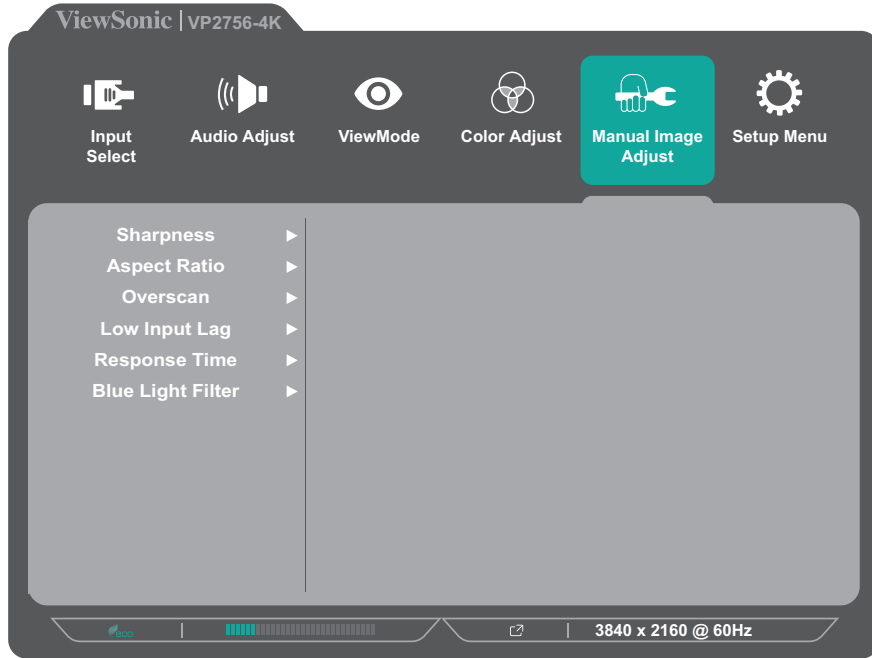 ViewSonic | VP2756-4K
Input Select
Audio Adjust
ViewMode
Color Adjust
Manual Image Adjust
Setup Menu
Sharpness ►
Aspect Ratio ►
Overscan ►
Low Input Lag ►
Response Time ►
Blue Light Filter ►
eco
3840 x 2160 @ 60Hz